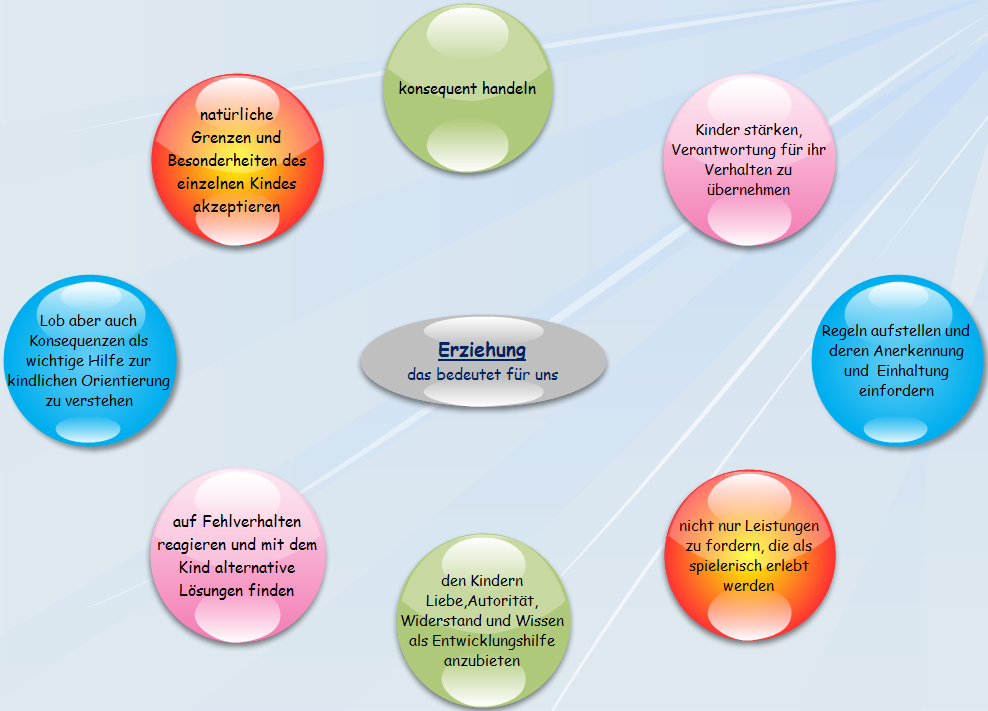 konsequent handeln
natürliche
Grenzen und
Besonderheiten des
einzelnen Kindes
akzeptieren
Kinder stärken,
Verantwortung für ihr
Verhalten zu
übernehmen
Lob aber auch
Konsequenzen als
wichtige Hilfe zur
kindlichen Orientierung
zu verstehen
Erziehung
das bedeutet für uns
Regeln aufstellen und
deren Anerkennung
und Einhaltung
einfordern
auf Fehlverhalten
reagieren und mit dem
Kind alternative
Lösungen finden
den Kindern
Liebe,Autorität,
Widerstand und Wissen
als Entwicklungshilfe
anzubieten
nicht nur Leistungen
zu fordern, die als
spielerisch erlebt
werden